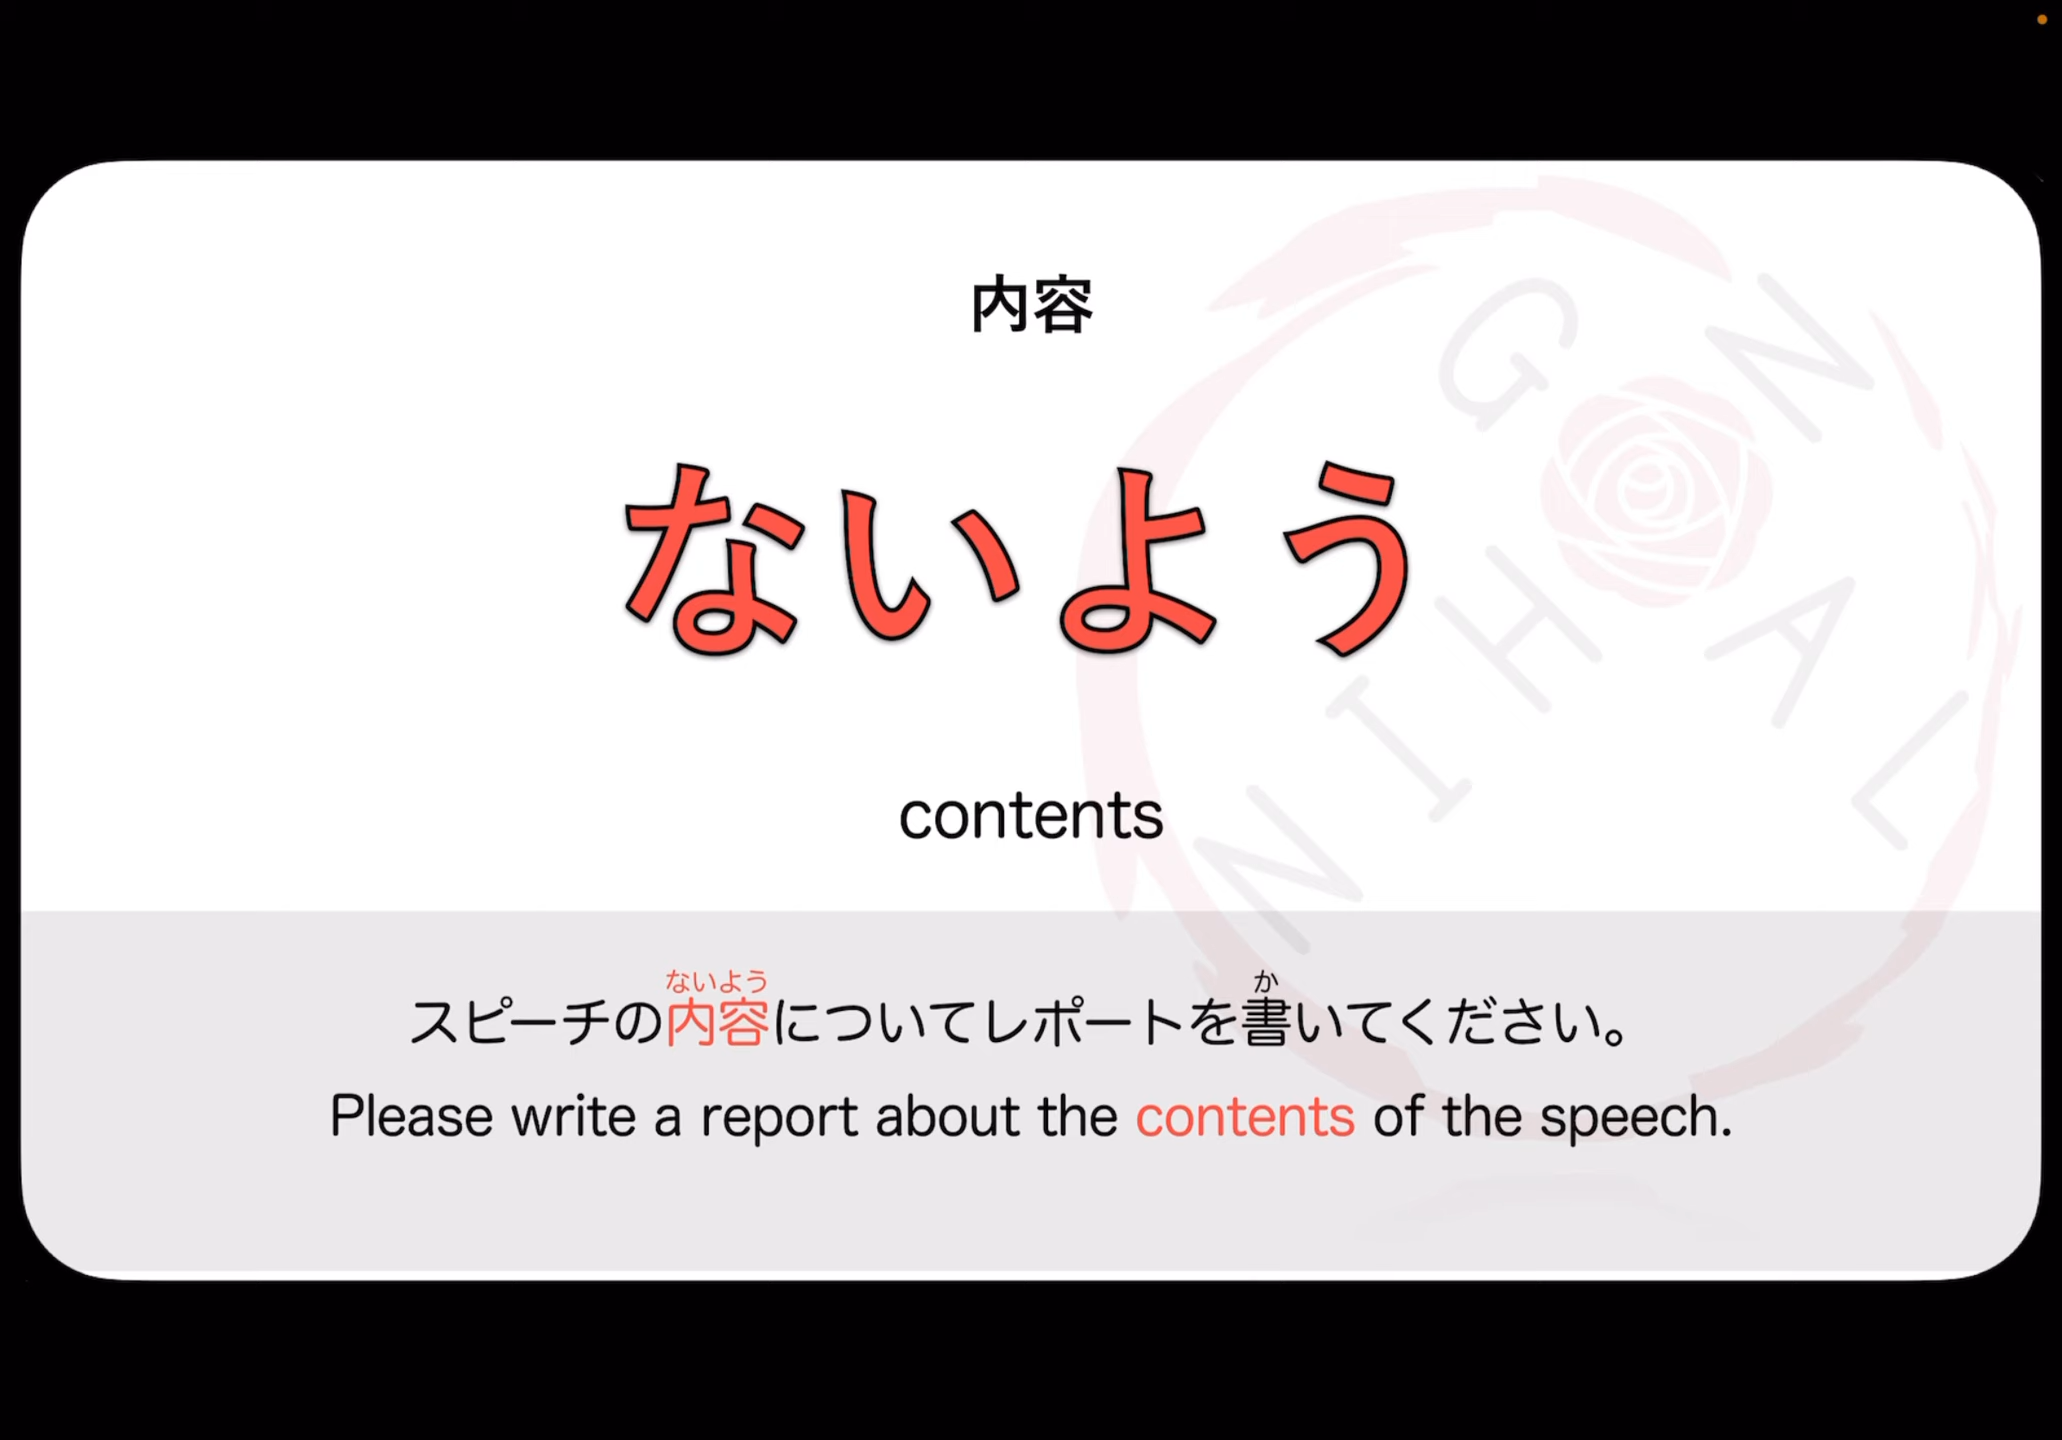 内容
ないよう
contents
ないよう か
スピーチの内容についてレポートを書いてください。
Please write a report about the contents of the speech.
NIHONGONAL